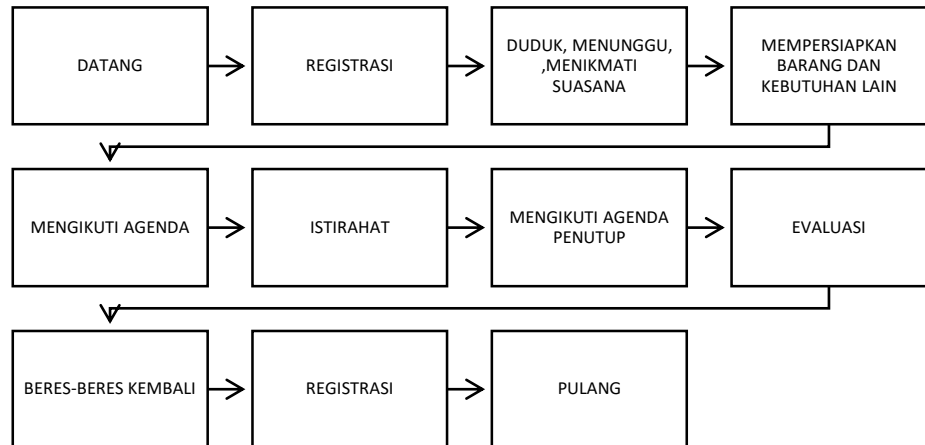 DATANG
REGISTRASI
DUDUK, MENUNGGU,
,MENIKMATI
SUASANA
MEMPERSIAPKAN
BARANG DAN
KEBUTUHAN LAIN
MENGIKUTI AGENDA
ISTIRAHAT
MENGIKUTI AGENDA
PENUTUP
EVALUASI
BERES-BERES KEMBALI
REGISTRASI
PULANG